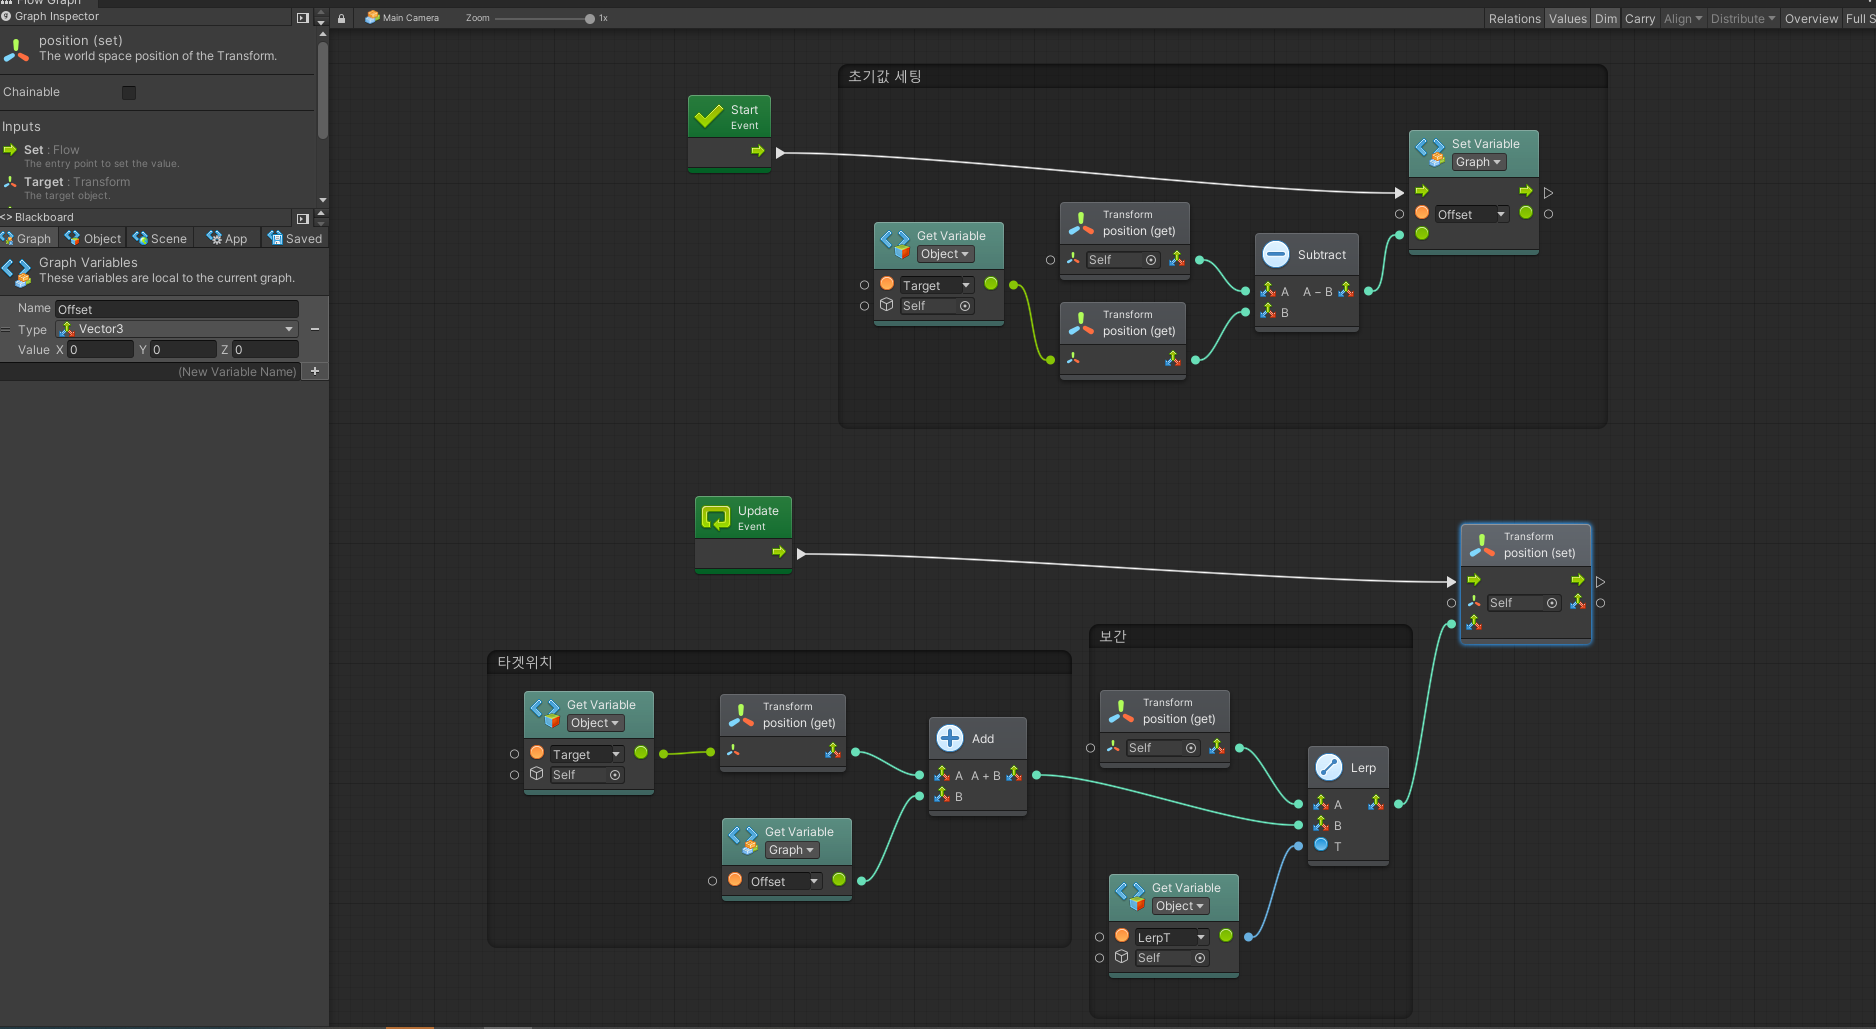 Flow Graph
Graph Inspector
position (set)
The world space position of the Transform.
Chainable
Inputs
Set : Flow
The entry point to set the value.
Target : Transform
The target object.
<> Blackboard
Graph Object Scene App Saved
Graph Variables
These variables are local to the current graph.
Name Offset
Type Vector3
Value X 0 Y 0 Z 0
(New Variable Name) +
Main Camera Zoom 1x
Relations Values Dim Carry Align Distribute Overview Full S
초기값 세팅
Start
Event
Set Variable
Graph
Offset
Get Variable
Object
Target
Self
Transform
position (get)
Self
Transform
position (get)
Subtract
A A − B
B
Update
Event
Transform
position (set)
Self
타겟위치
Get Variable
Object
Target
Self
Transform
position (get)
Get Variable
Graph
Offset
Add
A A + B
B
보간
Transform
position (get)
Self
Get Variable
Object
LerpT
Self
Lerp
A
B
T